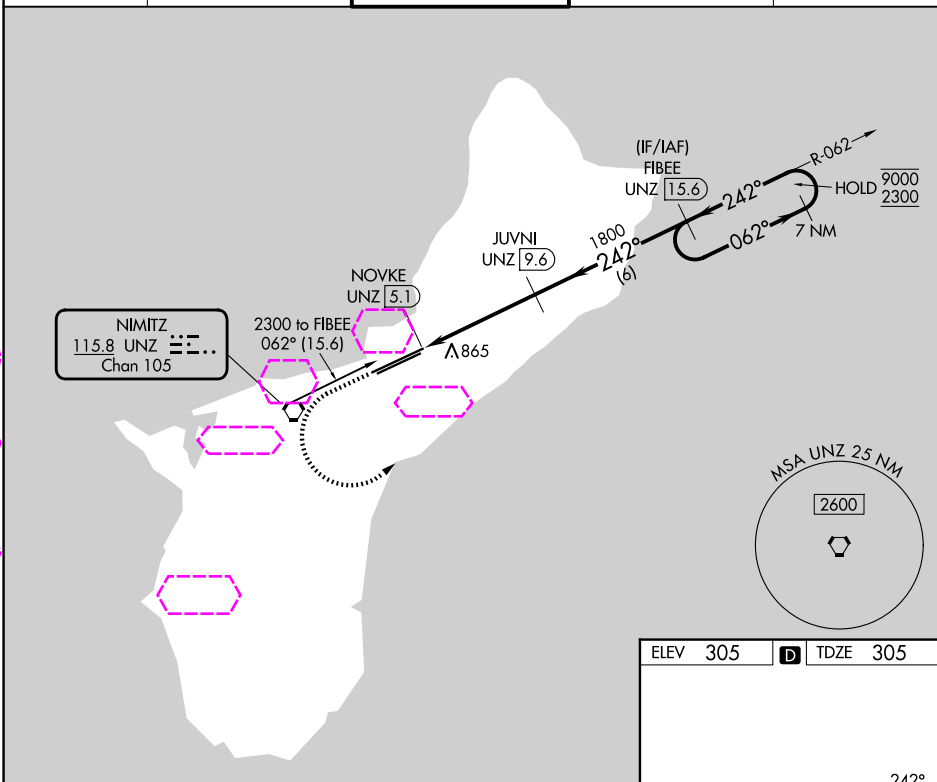 (IF/IAF)
FIBEE
UNZ 15.6
R-062
HOLD 9000
2300
242°
062°
7 NM
JUVNI
UNZ 9.6
1800
242°
(6)
NOVKE
UNZ 5.1
NIMITZ
115.8 UNZ
Chan 105
2300 to FIBEE
062° (15.6)
865
MSA UNZ 25 NM
2600
ELEV 305 D TDZE 305
242°